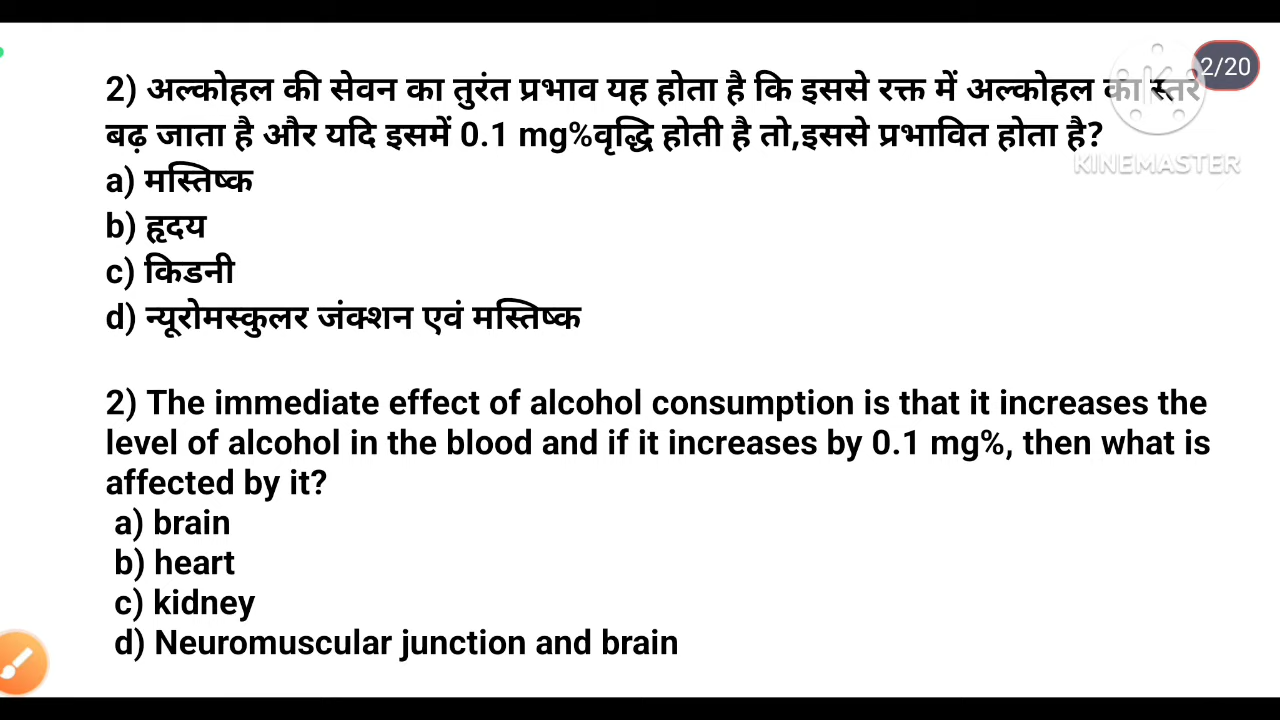 2/20
2) अल्कोहल की सेवन का तुरंत प्रभाव यह होता है कि इससे रक्त में अल्कोहल का स्तर
बढ़ जाता है और यदि इसमें 0.1 mg%वृद्धि होती है तो,इससे प्रभावित होता है?
KINEMASTER
a) मस्तिष्क
b) हृदय
c) किडनी
d) न्यूरोमस्कुलर जंक्शन एवं मस्तिष्क
2) The immediate effect of alcohol consumption is that it increases the
level of alcohol in the blood and if it increases by 0.1 mg%, then what is
affected by it?
a) brain
b) heart
c) kidney
d) Neuromuscular junction and brain